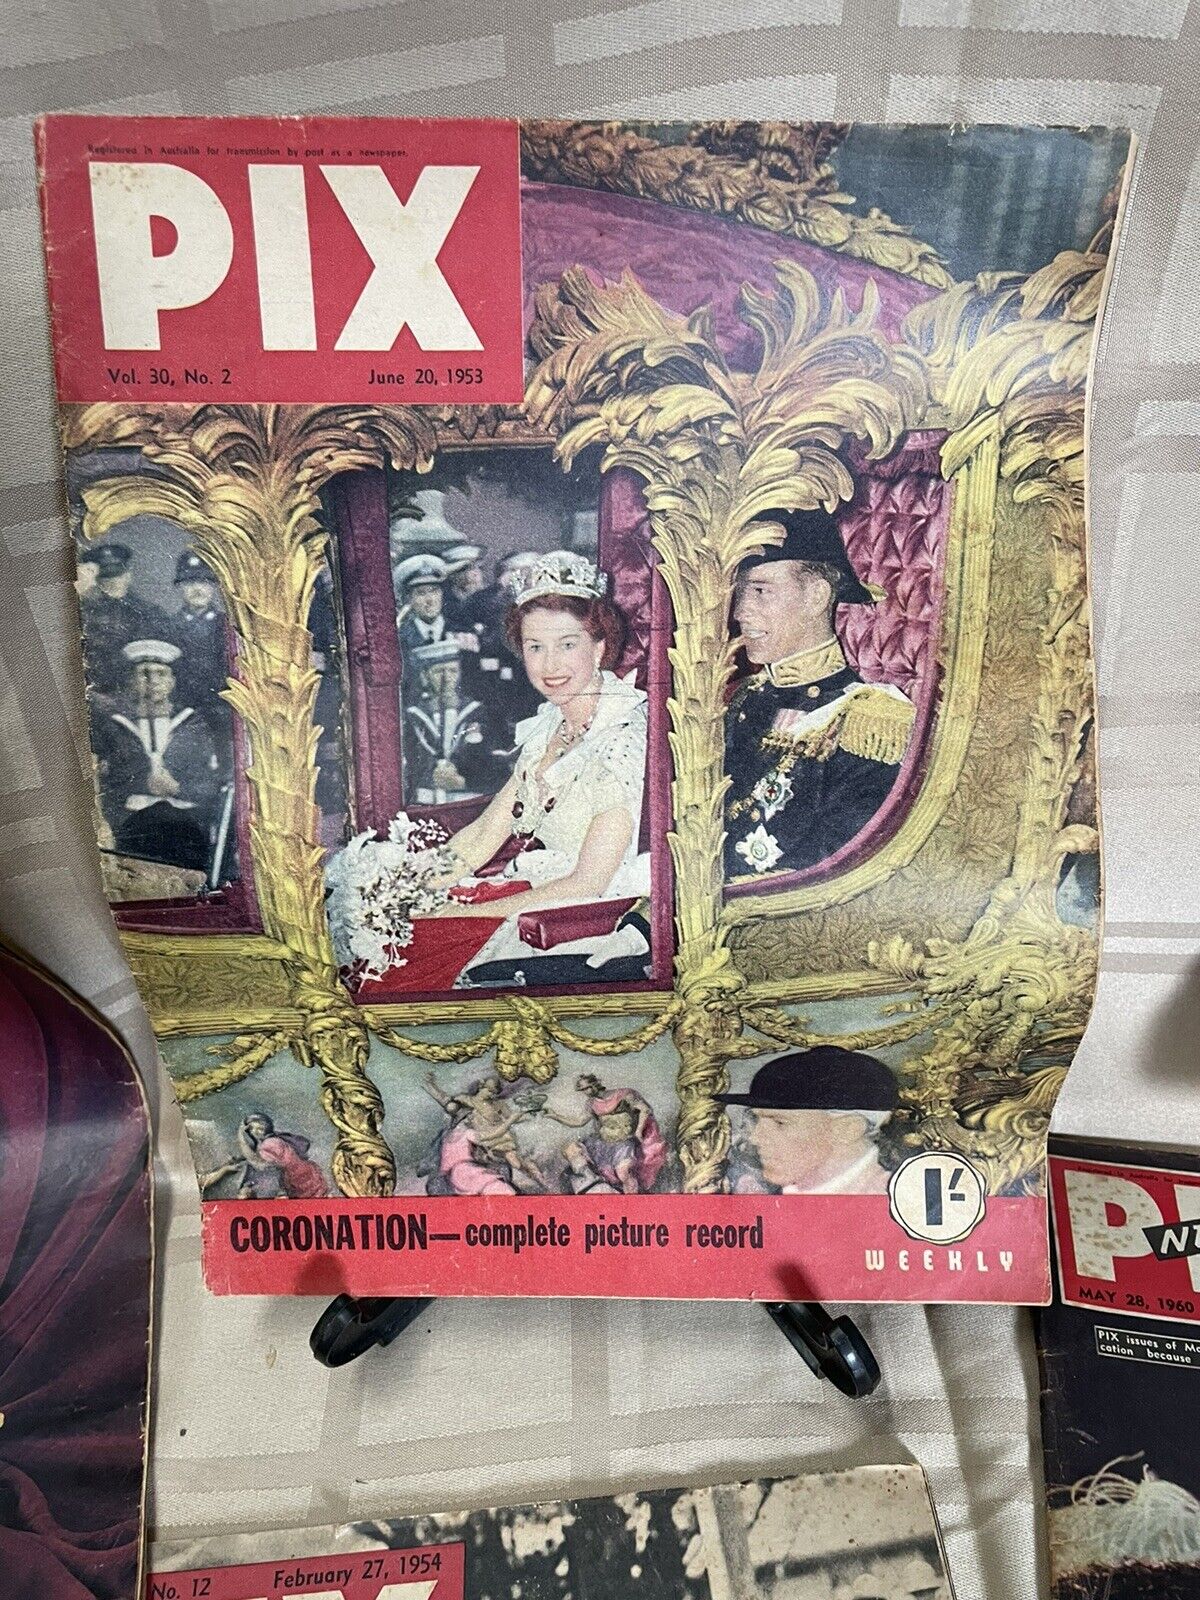 Registered in Australia for transmission by post as a newspaper.
PIX
Vol. 30, No. 2 June 20, 1953
CORONATION—complete picture record
1/-
WEEKLY
MAY 28, 1960
PIX issues of
cation because
No. 12 February 27, 1954